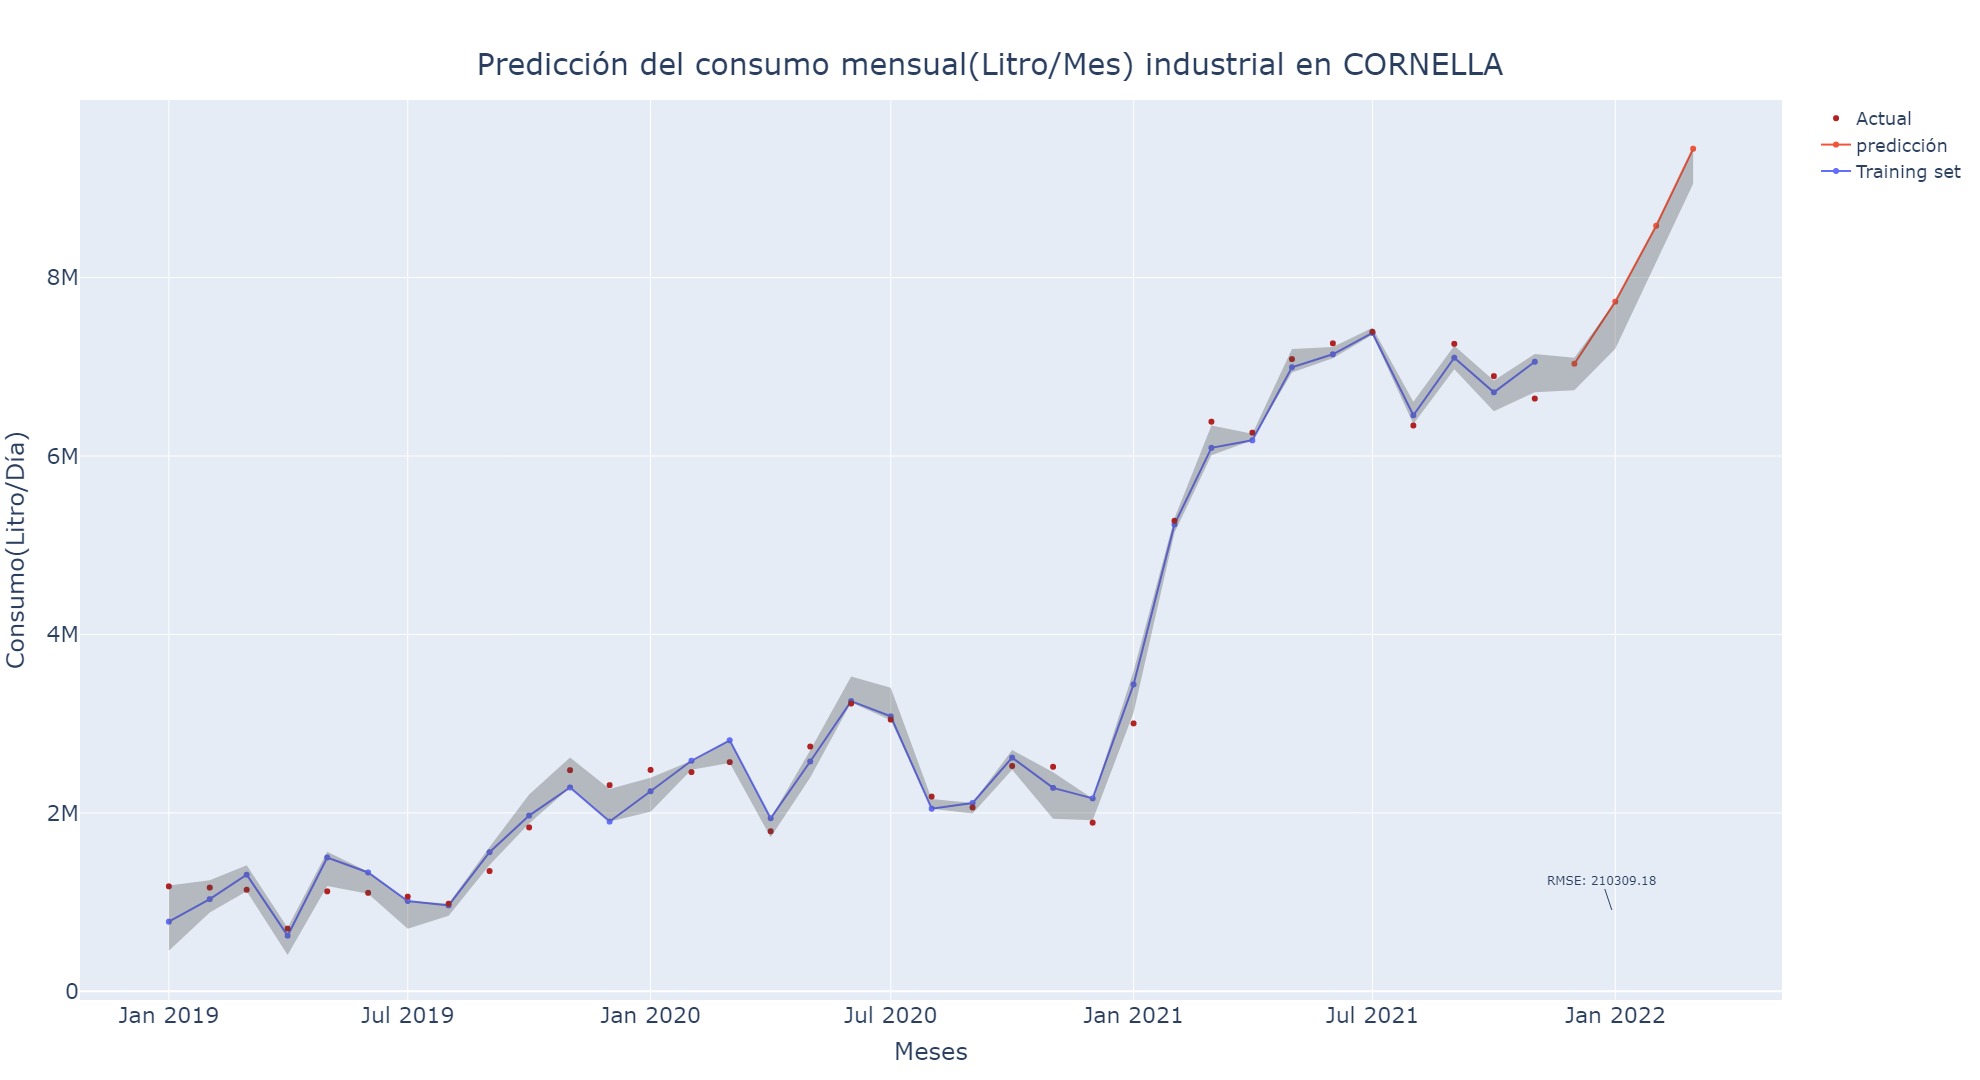 Predicción del consumo mensual(Litro/Mes) industrial en CORNELLA
Actual
predicción
Training set
Consumo(Litro/Día)
8M
6M
4M
2M
0
RMSE: 210309.18
Jan 2019
Jul 2019
Jan 2020
Jul 2020
Jan 2021
Jul 2021
Jan 2022
Meses